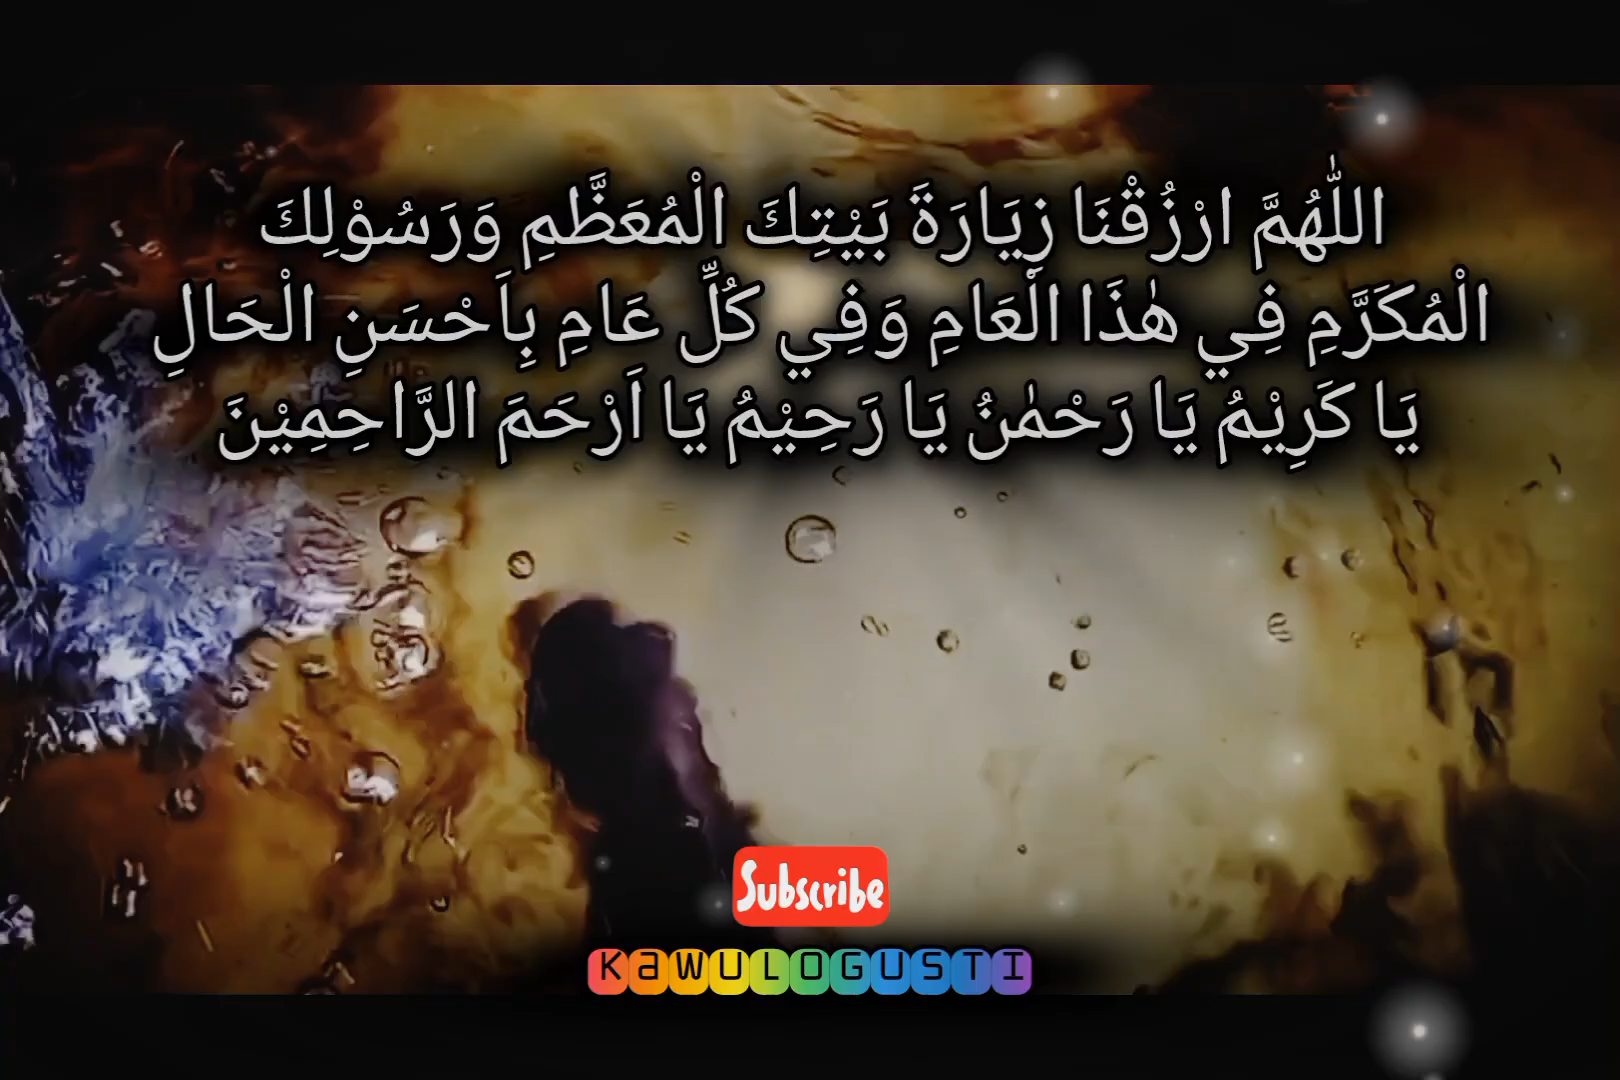 اللّٰهُمَّ ارْزُقْنَا زِيَارَةَ بَيْتِكَ الْمُعَظَّمِ وَرَسُوْلِكَ
الْمُكَرَّمِ فِي هٰذَا الْعَامِ وَفِي كُلِّ عَامِ بِاَحْسَنِ الْحَالِ
يَا كَرِيْمُ يَا رَحْمٰنُ يَا رَحِيْمُ يَا اَرْحَمَ الرَّاحِمِيْنَ
Subscribe
KaWULOGUSTI